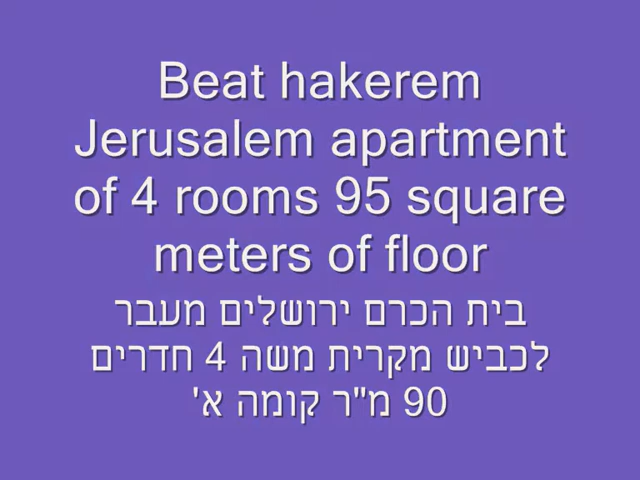 Beat hakerem
Jerusalem apartment
of 4 rooms 95 square
meters of floor
בית הכרם ירושלים מעבר
לכביש מקרית משה 4 חדרים
90 מ"ר קומה א'